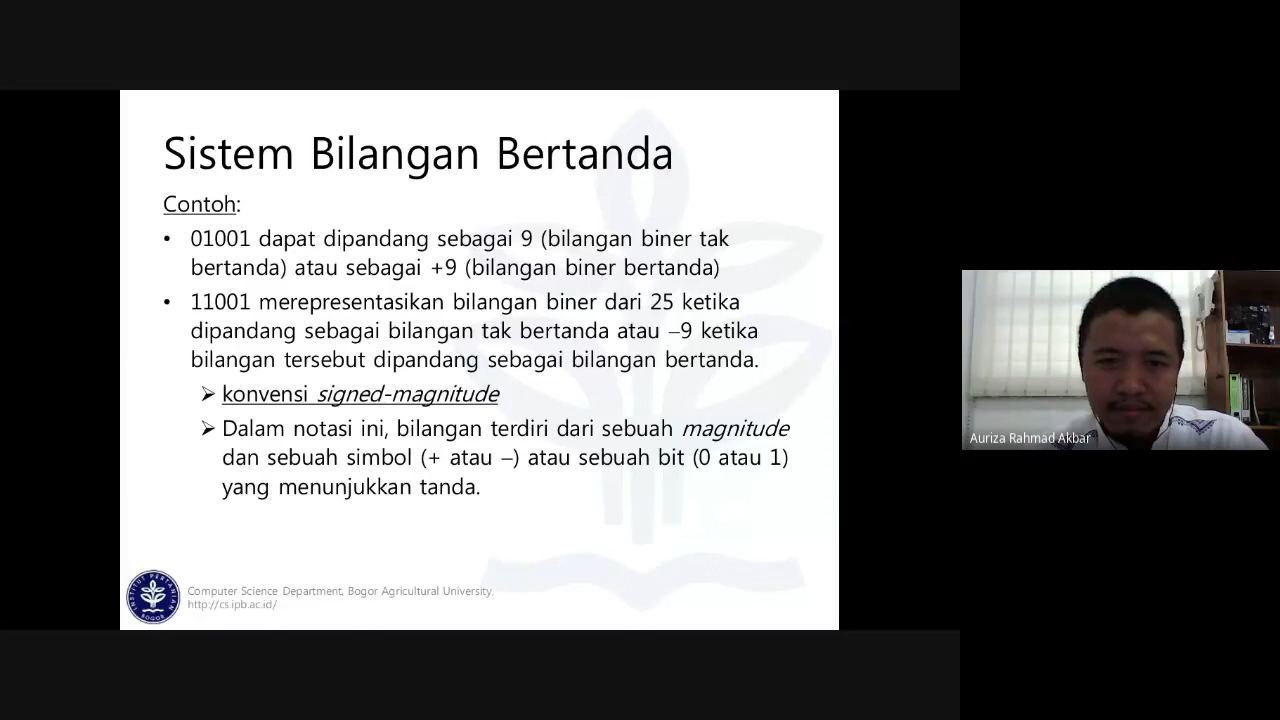 Sistem Bilangan Bertanda
Contoh:
• 01001 dapat dipandang sebagai 9 (bilangan biner tak
bertanda) atau sebagai +9 (bilangan biner bertanda)
• 11001 merepresentasikan bilangan biner dari 25 ketika
dipandang sebagai bilangan tak bertanda atau –9 ketika
bilangan tersebut dipandang sebagai bilangan bertanda.
➢ konvensi signed-magnitude
➢ Dalam notasi ini, bilangan terdiri dari sebuah magnitude
dan sebuah simbol (+ atau –) atau sebuah bit (0 atau 1)
yang menunjukkan tanda.
INSTITUT PERTANIAN
BOGOR
Computer Science Department, Bogor Agricultural University.
http://cs.ipb.ac.id/
Auriza Rahmad Akbar